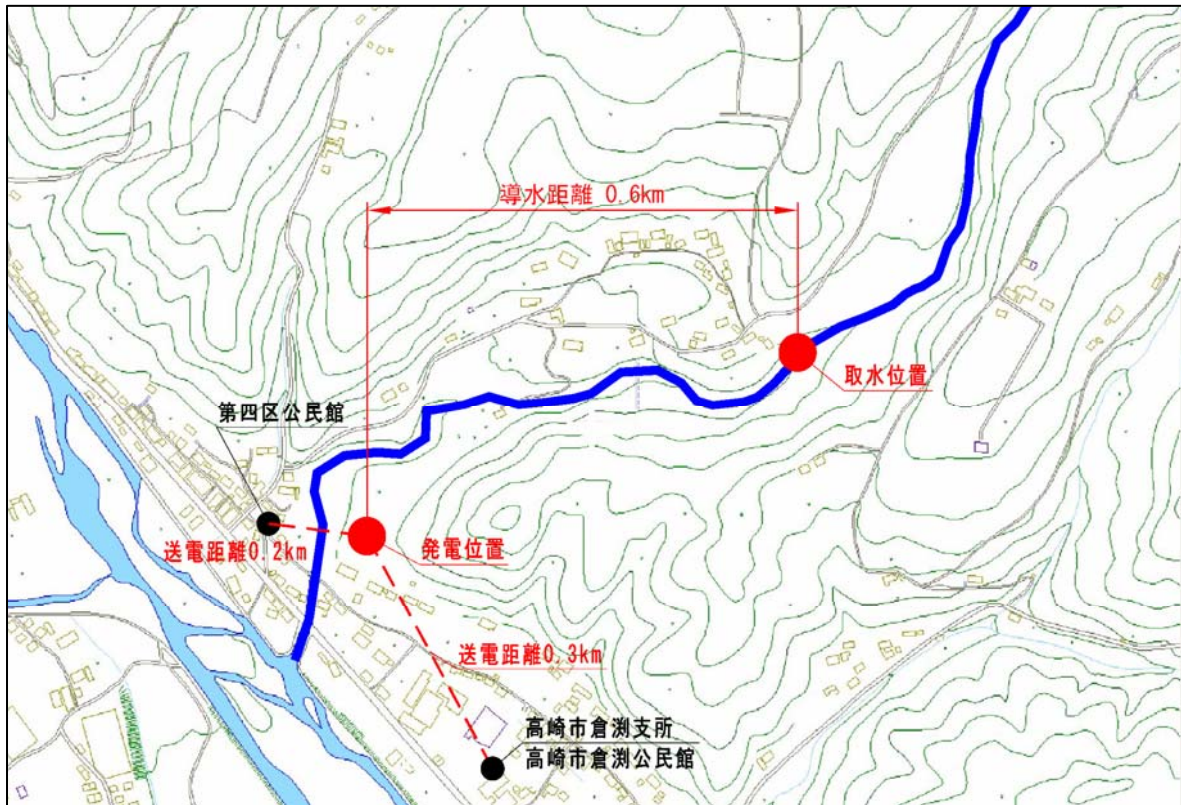 導水距離 0.6km
取水位置
第四区公民館
送電距離0.2km
発電位置
送電距離0.3km
高崎市倉渕支所
高崎市倉渕公民館